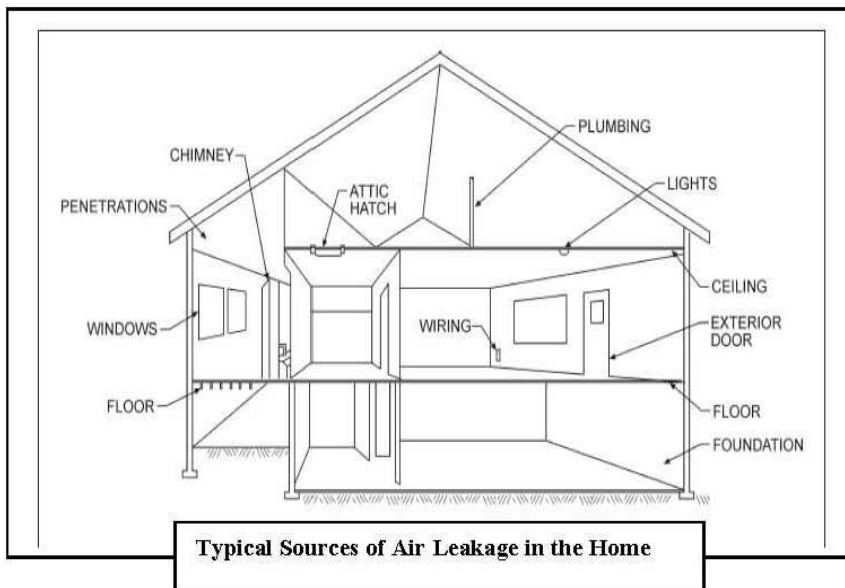 PLUMBING
CHIMNEY
ATTIC
HATCH
LIGHTS
PENETRATIONS
CEILING
WINDOWS
WIRING
EXTERIOR
DOOR
FLOOR
FLOOR
FOUNDATION
Typical Sources of Air Leakage in the Home